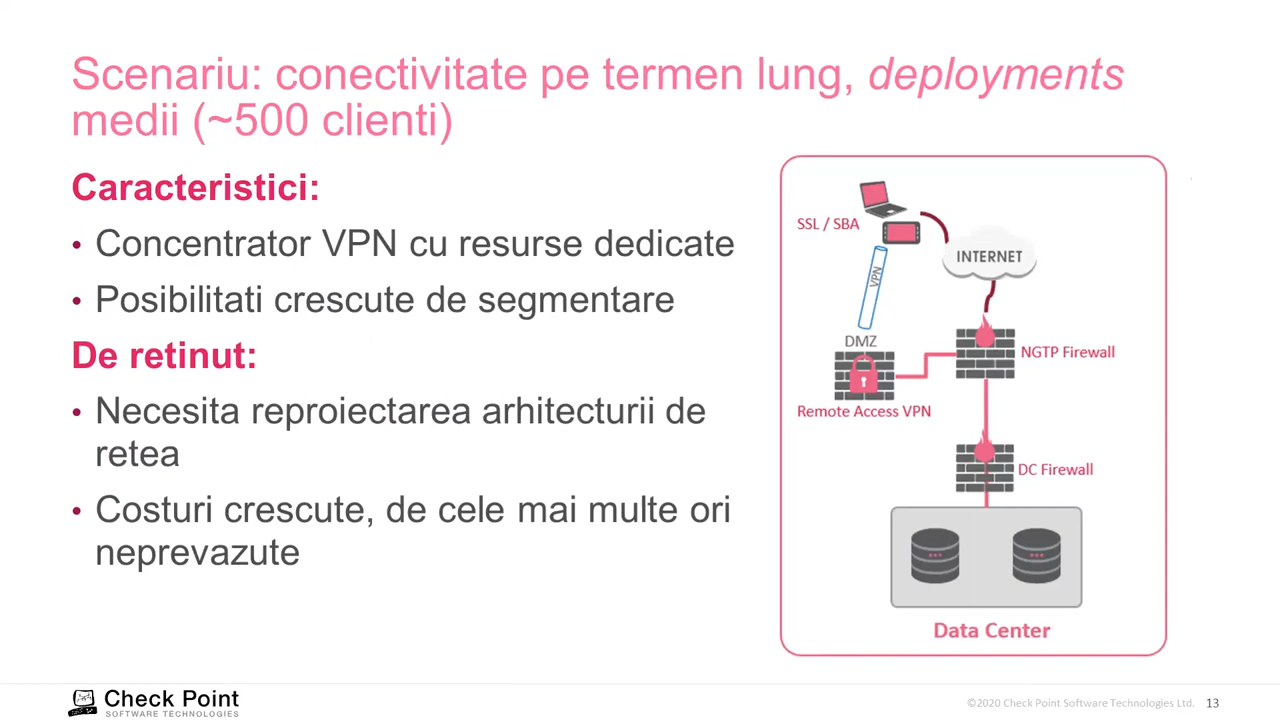 Scenariu: conectivitate pe termen lung, deployments
medii (~500 clienti)
Caracteristici:
• Concentrator VPN cu resurse dedicate
• Posibilitati crescute de segmentare
De retinut:
• Necesita reproiectarea arhitecturii de
retea
• Costuri crescute, de cele mai multe ori
neprevazute
SSL / SBA
INTERNET
VPN
DMZ
NGTP Firewall
Remote Access VPN
DC Firewall
Data Center
Check Point
SOFTWARE TECHNOLOGIES
©2020 Check Point Software Technologies Ltd. 13